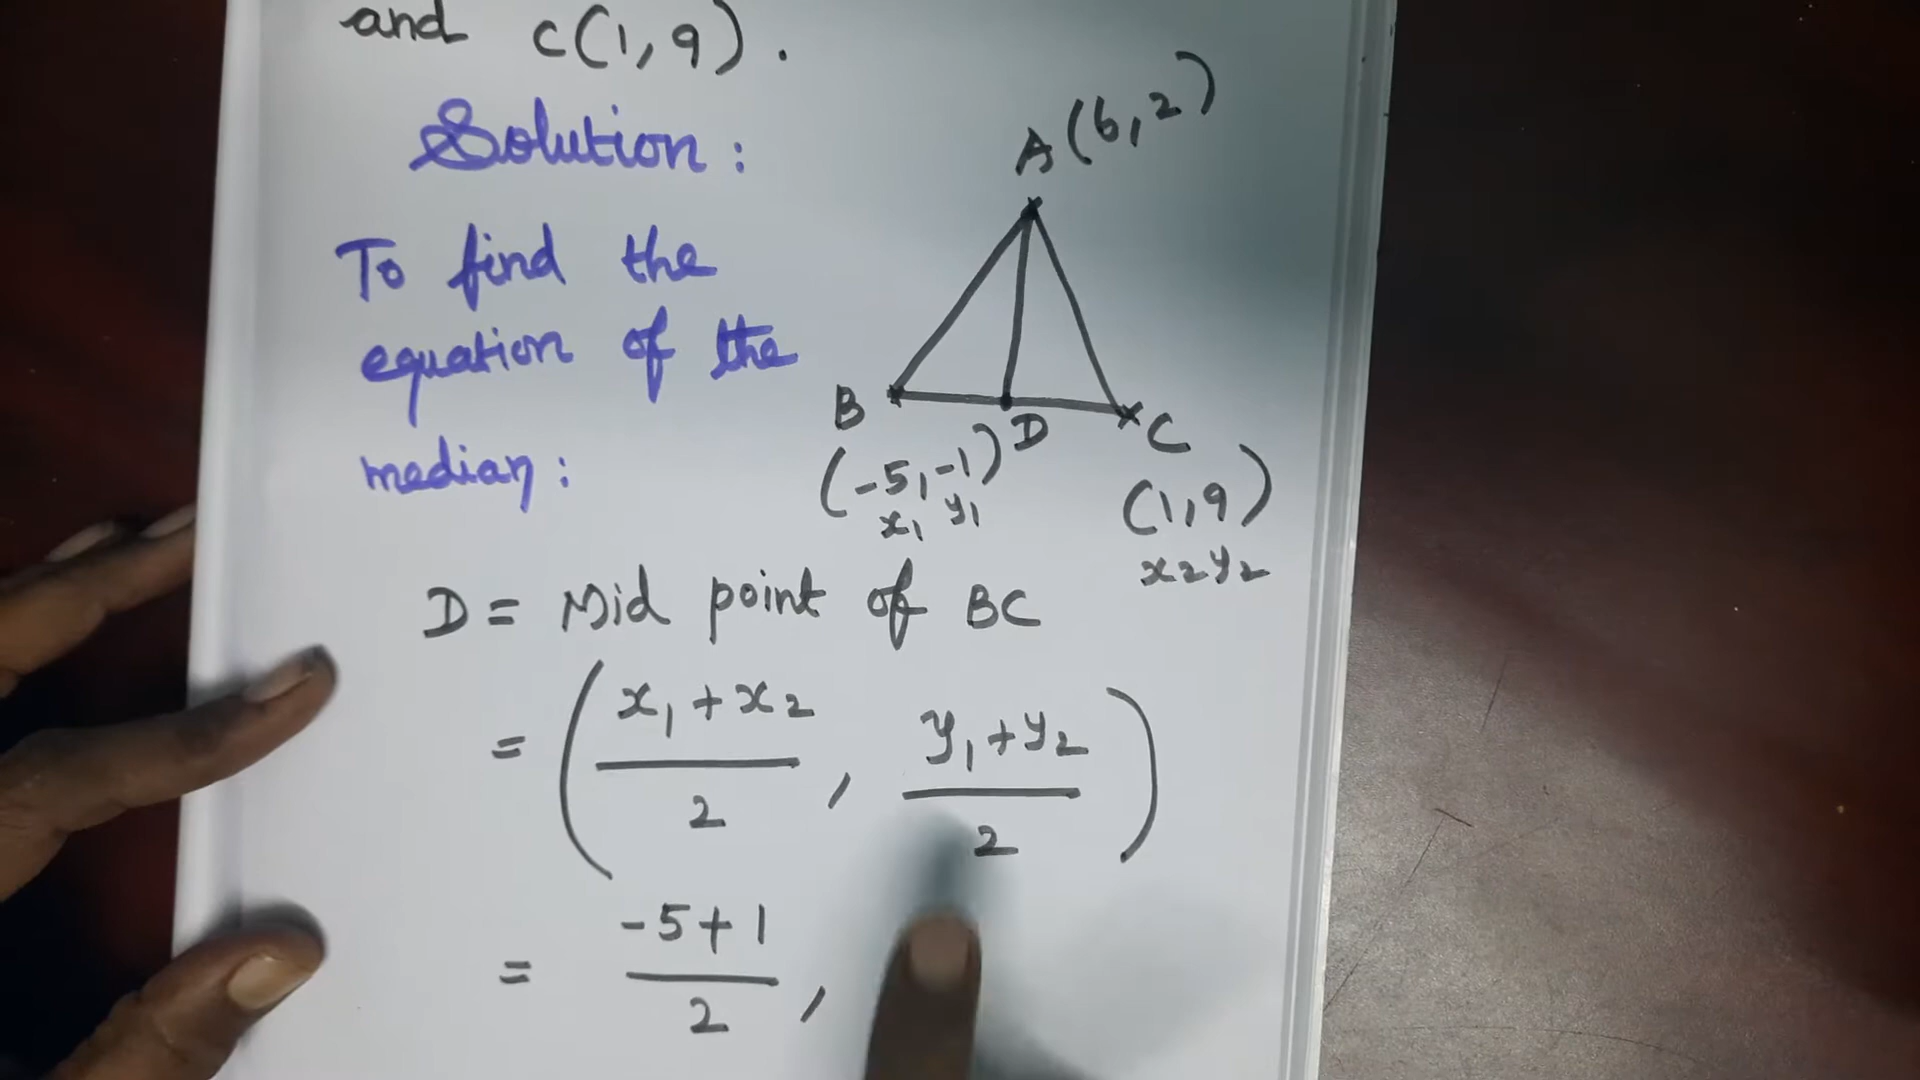 and C(1,9).
Solution:
A(6,2)
To find the
equation of the
median:
B D C
(-5,-1) (1,9)
x₁ y₁ x₂ y₂
D = Mid point of BC
= (x₁+x₂/2, y₁+y₂/2)
= -5+1/2,